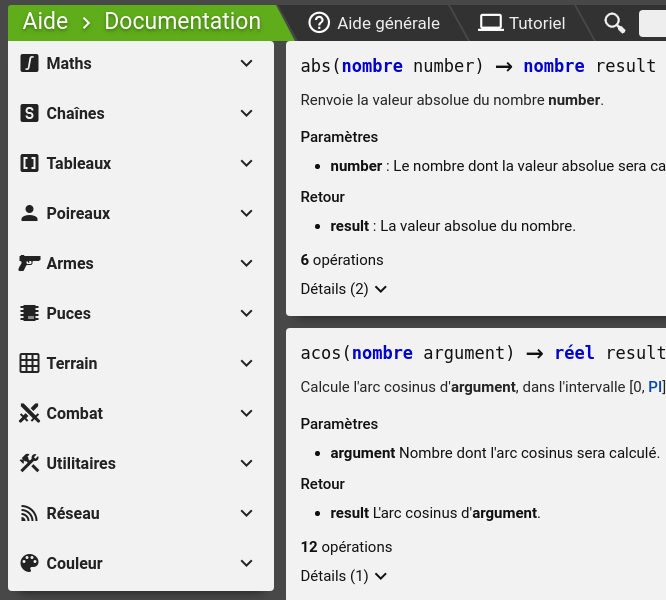 Aide › Documentation
Aide générale
Tutoriel
Maths
Chaînes
Tableaux
Poireaux
Armes
Puces
Terrain
Combat
Utilitaires
Réseau
Couleur
abs(nombre number) → nombre result
Renvoie la valeur absolue du nombre number.
Paramètres
• number : Le nombre dont la valeur absolue sera ca
Retour
• result : La valeur absolue du nombre.
6 opérations
Détails (2)
acos(nombre argument) → réel result
Calcule l'arc cosinus d'argument, dans l'intervalle [0, PI]
Paramètres
• argument Nombre dont l'arc cosinus sera calculé.
Retour
• result L'arc cosinus d'argument.
12 opérations
Détails (1)